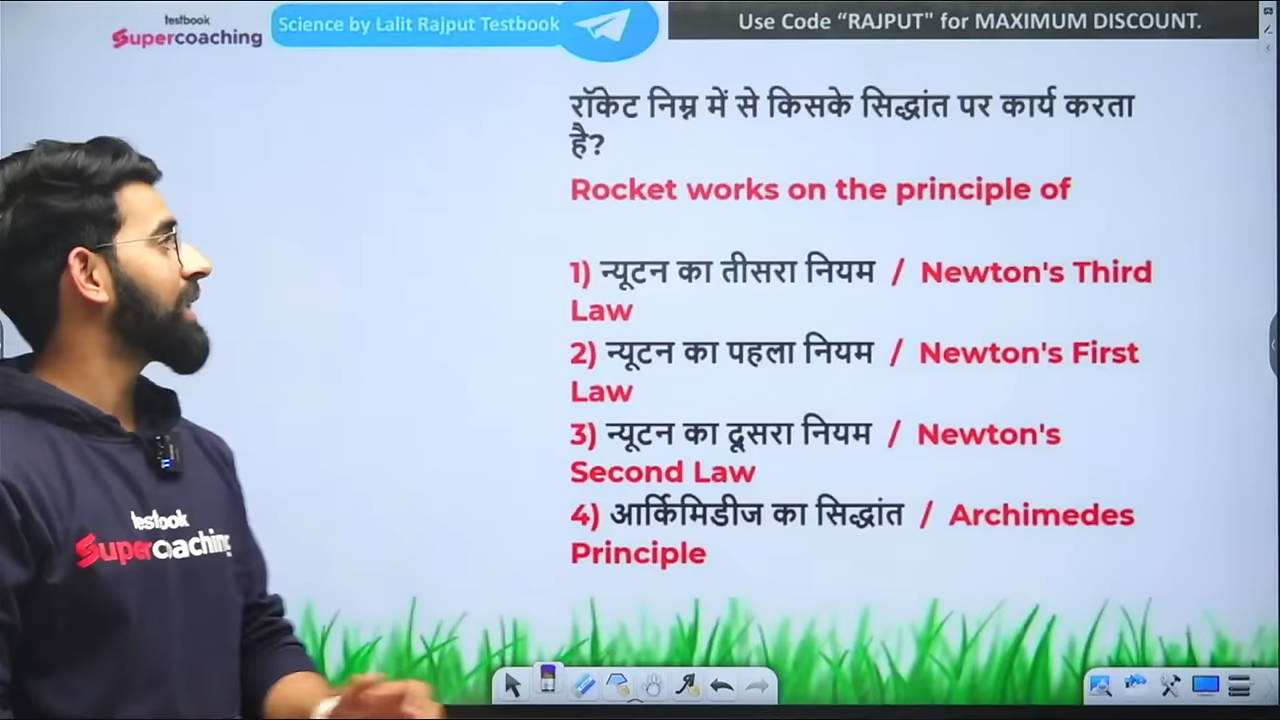 testbook
Supercoaching
Science by Lalit Rajput Testbook
Use Code “RAJPUT" for MAXIMUM DISCOUNT.
रॉकेट निम्न में से किसके सिद्धांत पर कार्य करता
है?
Rocket works on the principle of
1) न्यूटन का तीसरा नियम / Newton's Third
Law
2) न्यूटन का पहला नियम / Newton's First
Law
3) न्यूटन का दूसरा नियम / Newton's
Second Law
4) आर्किमिडीज का सिद्धांत / Archimedes
Principle
testbook
Supercoaching